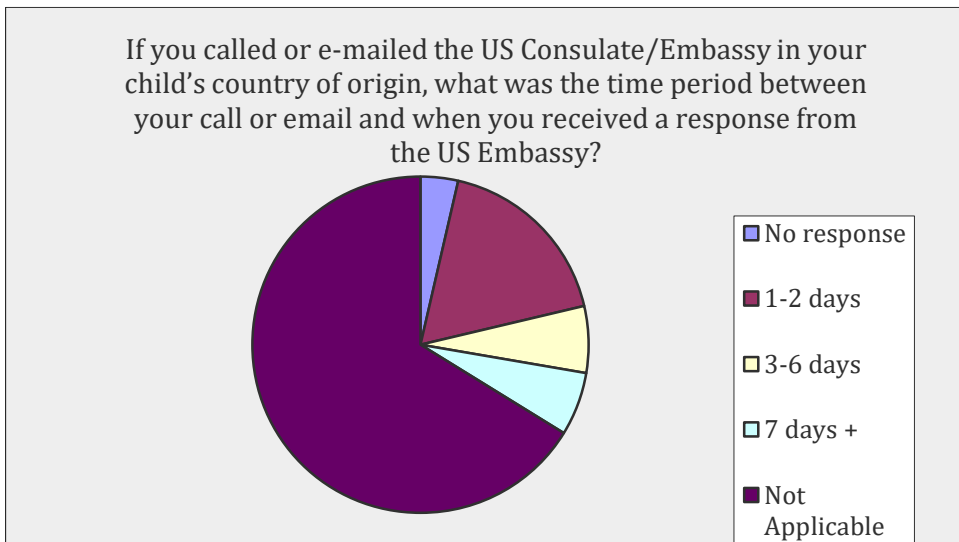 If you called or e-mailed the US Consulate/Embassy in your
child’s country of origin, what was the time period between
your call or email and when you received a response from
the US Embassy?
No response
1-2 days
3-6 days
7 days +
Not
Applicable